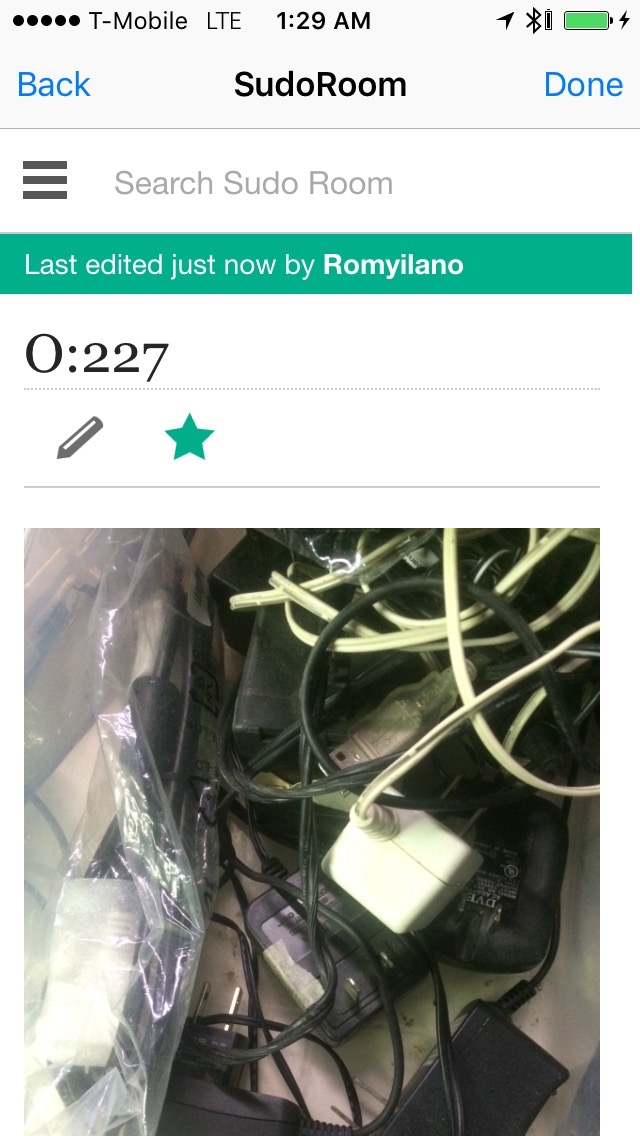 T-Mobile LTE 1:29 AM
Back SudoRoom Done
Search Sudo Room
Last edited just now by Romyilano
O:227
DVE